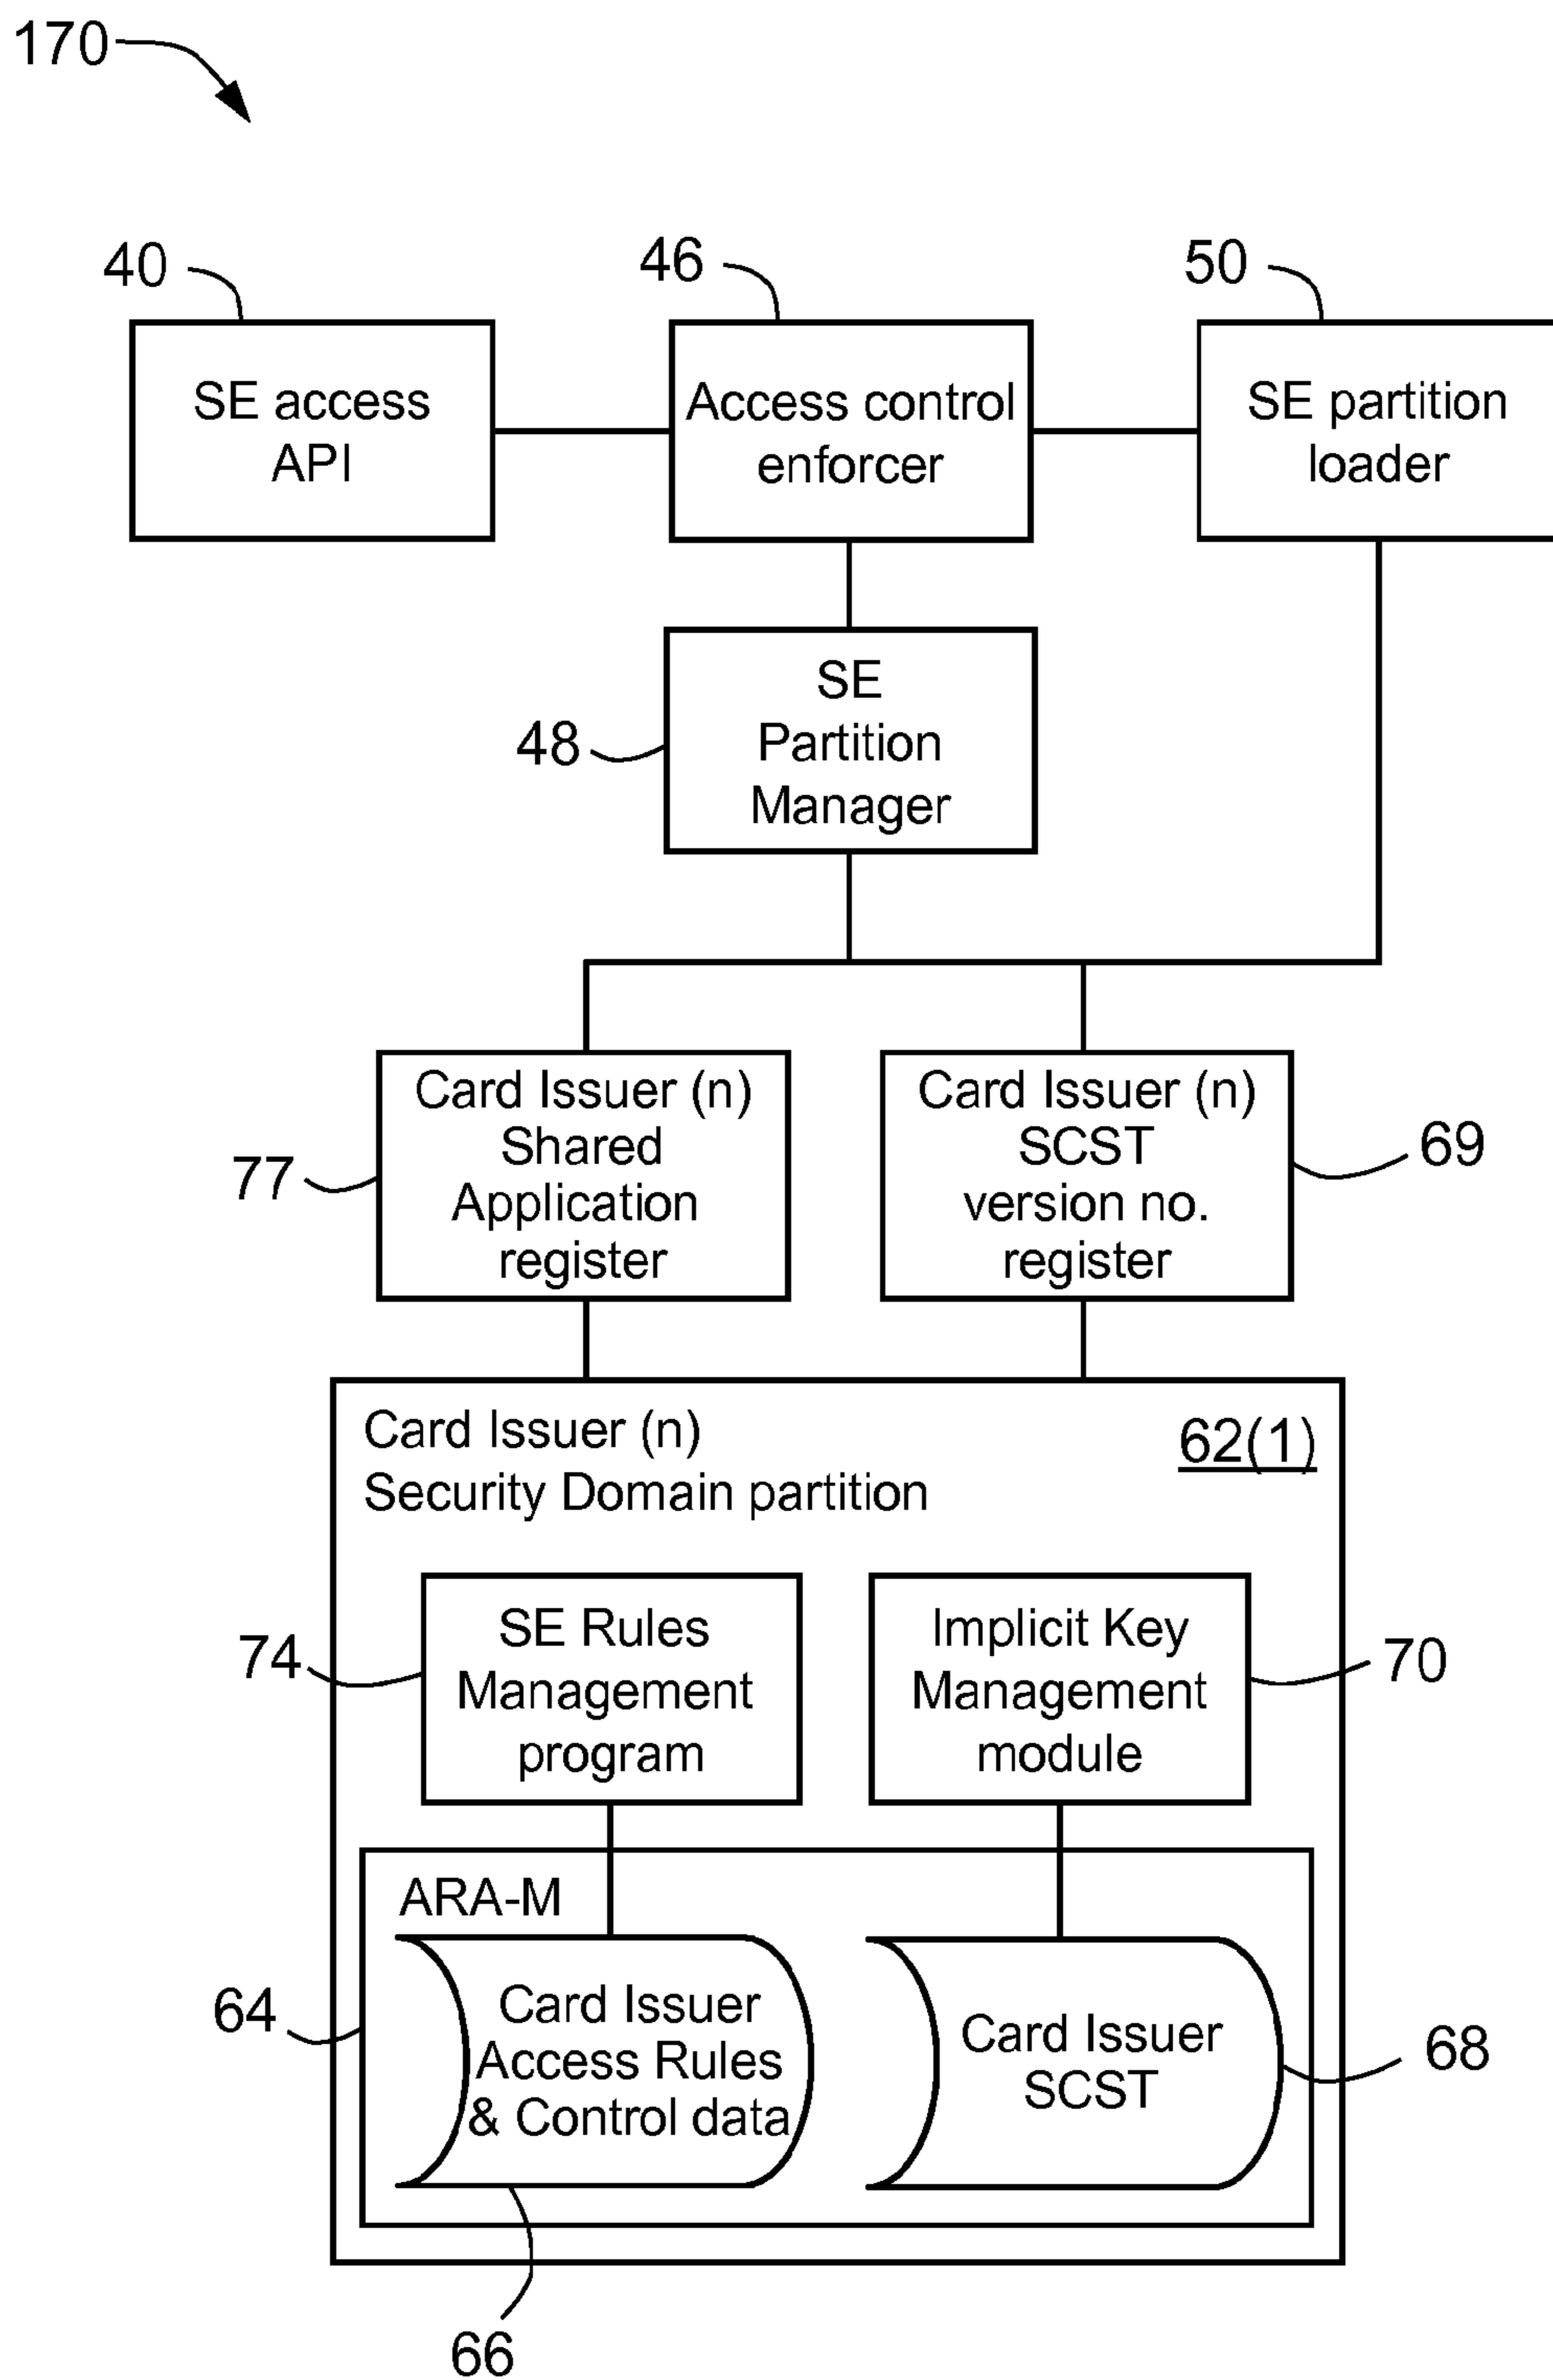 170
40
46
50
SE access
API
Access control
enforcer
SE partition
loader
48
SE
Partition
Manager
77
Card Issuer (n)
Shared
Application
register
Card Issuer (n)
SCST
version no.
register
69
Card Issuer (n)
Security Domain partition
62(1)
74
SE Rules
Management
program
Implicit Key
Management
module
70
ARA-M
64
Card Issuer
Access Rules
& Control data
Card Issuer
SCST
68
66